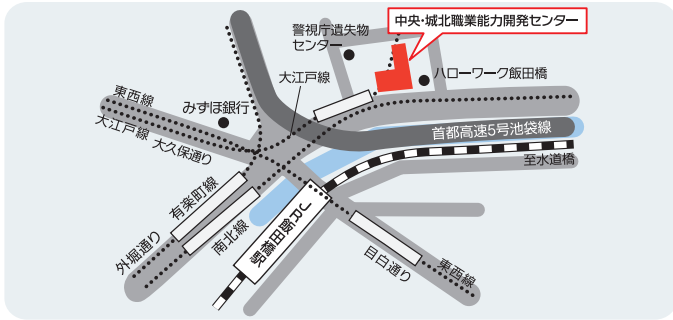 中央・城北職業能力開発センター
警視庁遺失物
センター
ハローワーク飯田橋
大江戸線
東西線
みずほ銀行
大江戸線
大久保通り
首都高速5号池袋線
至水道橋
有楽町線
外堀通り
南北線
JR飯田橋駅
目白通り
東西線